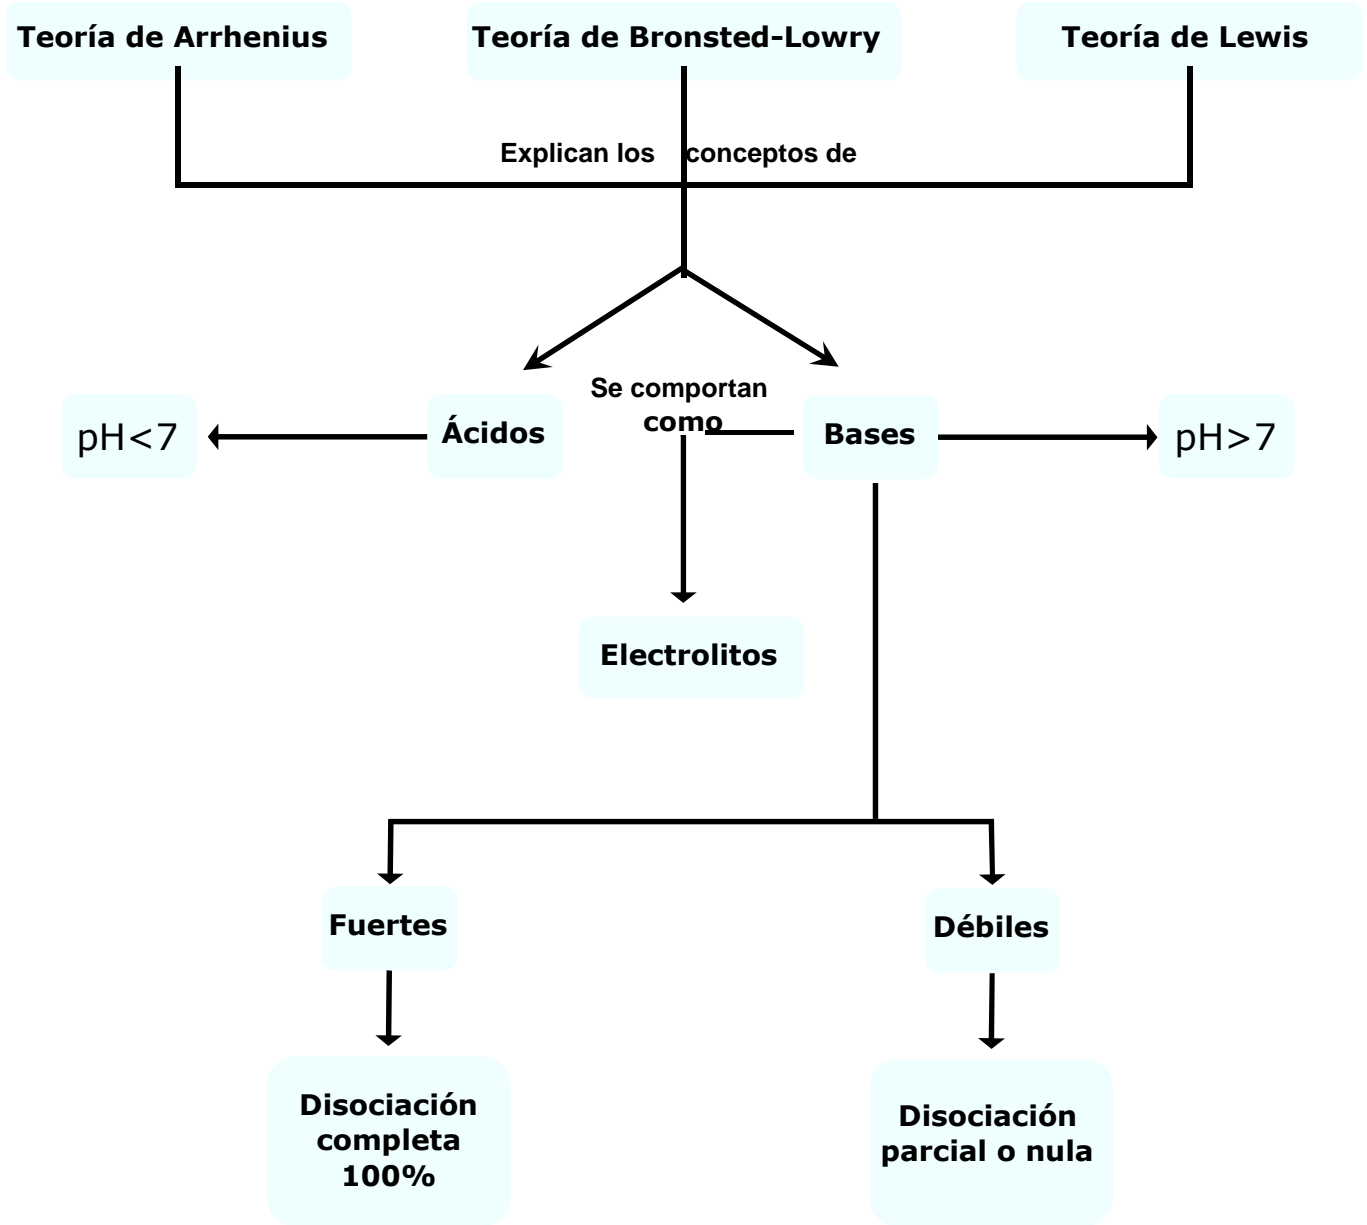 Teoría de Arrhenius
Teoría de Bronsted-Lowry
Teoría de Lewis
Explican los conceptos de
Se comportan
como
pH<7
Ácidos
Bases
pH>7
Electrolitos
Fuertes
Débiles
Disociación
completa
100%
Disociación
parcial o nula